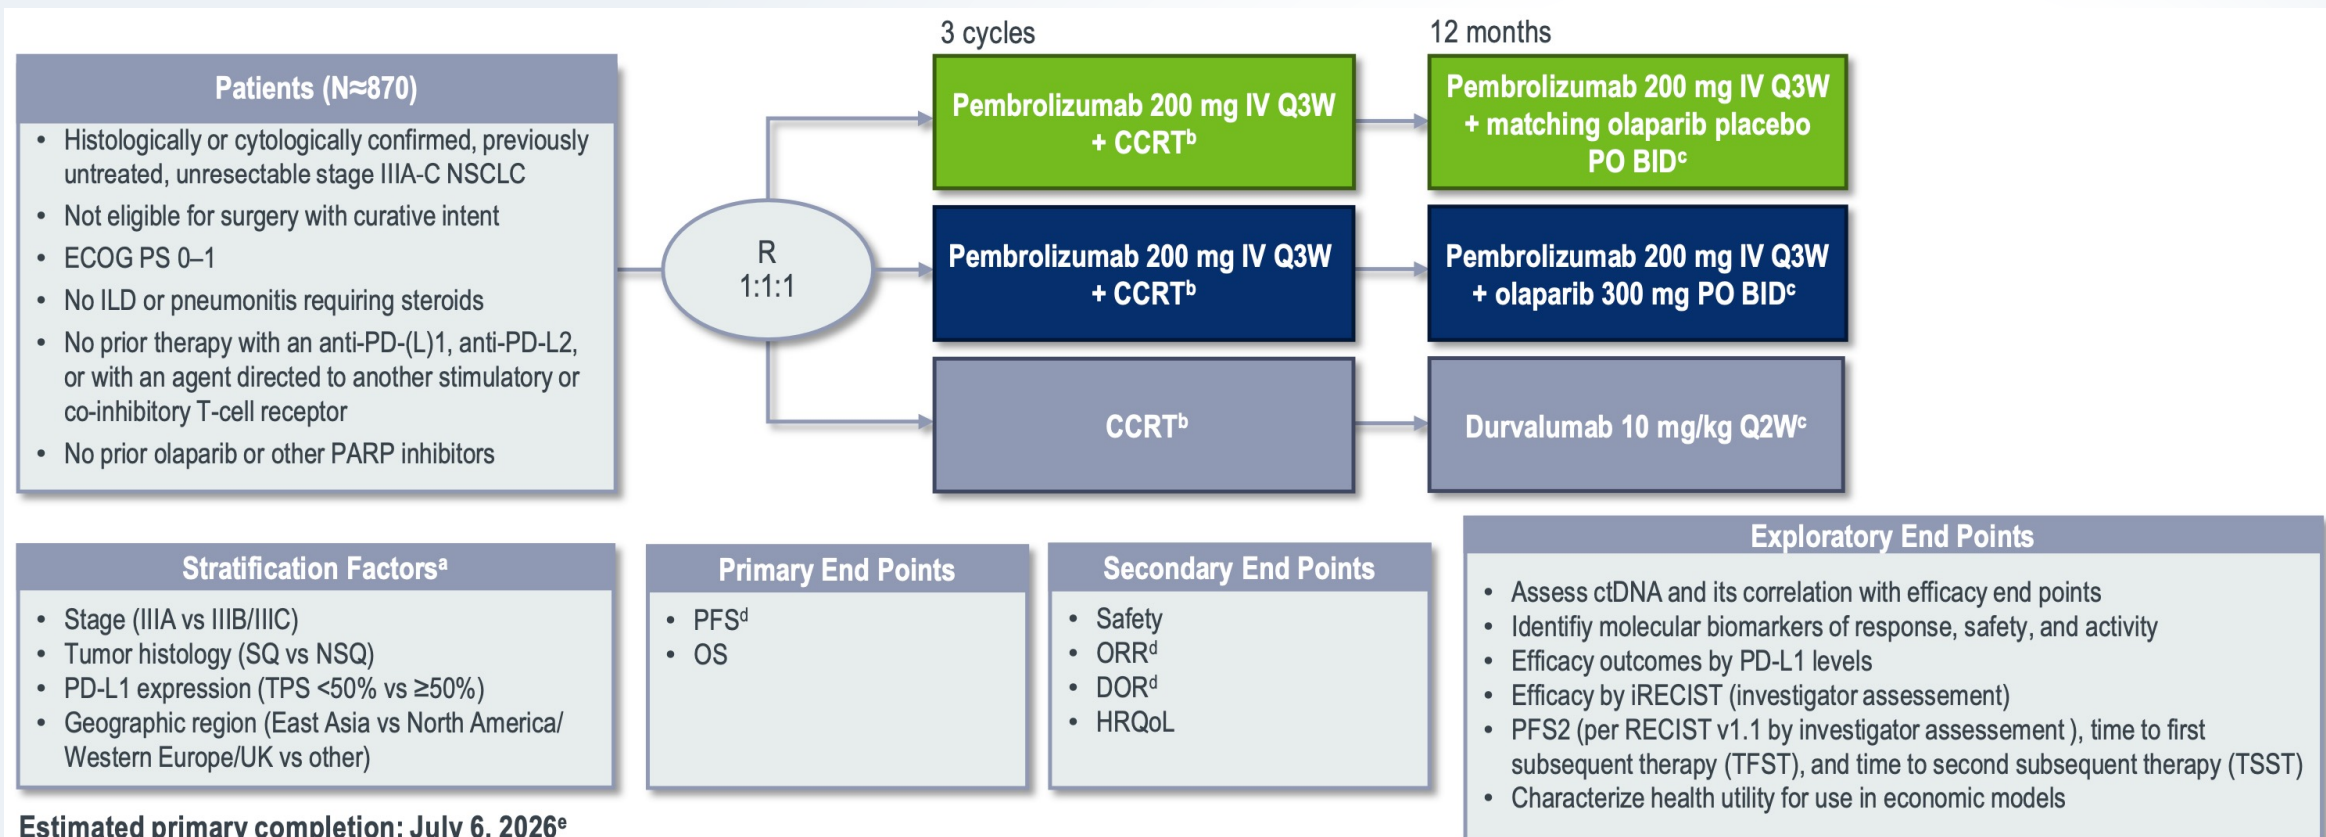 3 cycles
12 months
Patients (N≈870)
• Histologically or cytologically confirmed, previously
untreated, unresectable stage IIIA-C NSCLC
• Not eligible for surgery with curative intent
• ECOG PS 0–1
• No ILD or pneumonitis requiring steroids
• No prior therapy with an anti-PD-(L)1, anti-PD-L2,
or with an agent directed to another stimulatory or
co-inhibitory T-cell receptor
• No prior olaparib or other PARP inhibitors
R
1:1:1
Pembrolizumab 200 mg IV Q3W
+ CCRTᵇ
Pembrolizumab 200 mg IV Q3W
+ matching olaparib placebo
PO BIDᶜ
Pembrolizumab 200 mg IV Q3W
+ CCRTᵇ
Pembrolizumab 200 mg IV Q3W
+ olaparib 300 mg PO BIDᶜ
CCRTᵇ
Durvalumab 10 mg/kg Q2Wᶜ
Stratification Factorsᵃ
• Stage (IIIA vs IIIB/IIIC)
• Tumor histology (SQ vs NSQ)
• PD-L1 expression (TPS <50% vs ≥50%)
• Geographic region (East Asia vs North America/
Western Europe/UK vs other)
Primary End Points
• PFSᵈ
• OS
Secondary End Points
• Safety
• ORRᵈ
• DORᵈ
• HRQoL
Exploratory End Points
• Assess ctDNA and its correlation with efficacy end points
• Identifiy molecular biomarkers of response, safety, and activity
• Efficacy outcomes by PD-L1 levels
• Efficacy by iRECIST (investigator assessement)
• PFS2 (per RECIST v1.1 by investigator assessement ), time to first
subsequent therapy (TFST), and time to second subsequent therapy (TSST)
• Characterize health utility for use in economic models
Estimated primary completion: July 6, 2026ᵉ